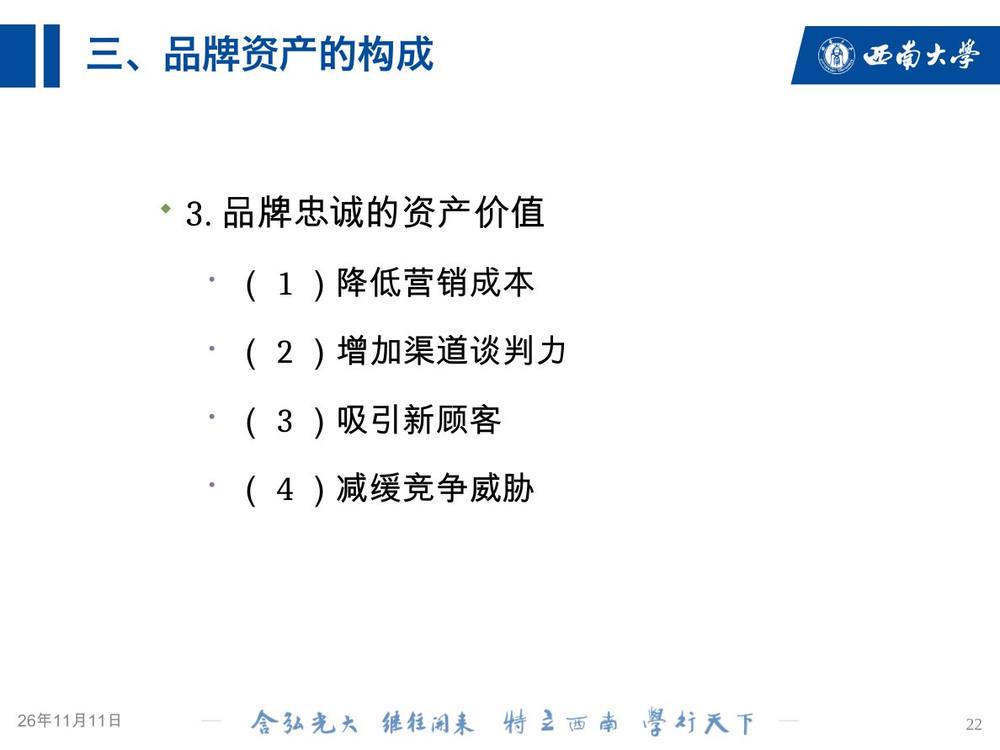 三、品牌资产的构成
西南大學
3. 品牌忠诚的资产价值
( 1 ) 降低营销成本
( 2 ) 增加渠道谈判力
( 3 ) 吸引新顾客
( 4 ) 减缓竞争威胁
26年11月11日
含弘光大 继往开来 特立西南 學行天下
22